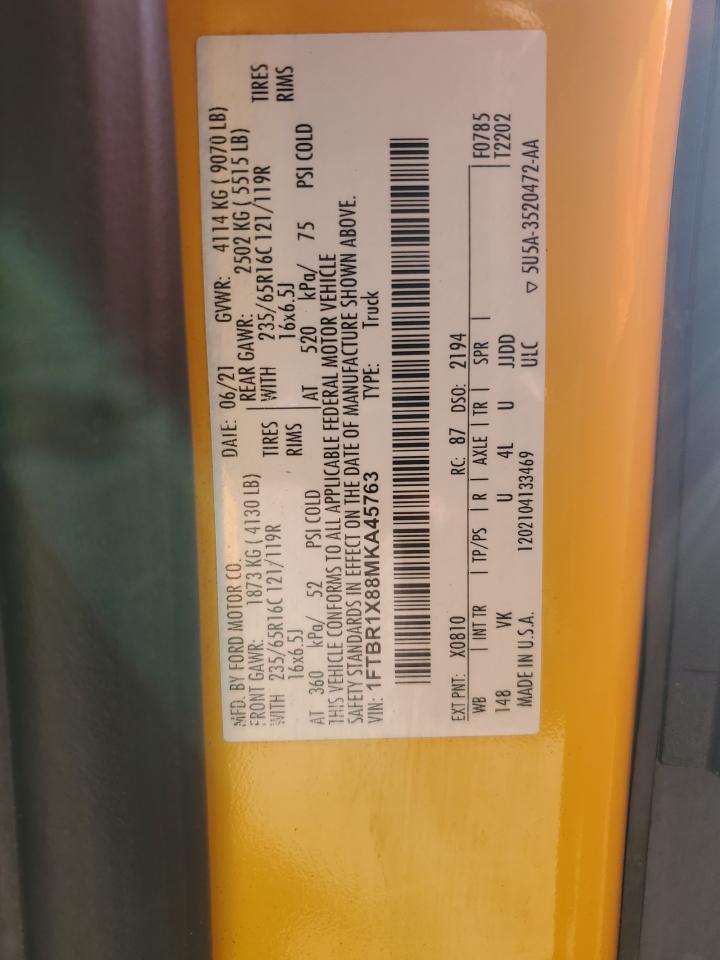 MFD. BY FORD MOTOR CO. DATE: 06/21 GVWR: 4114 KG ( 9070 LB)
FRONT GAWR: 1873 KG ( 4130 LB) REAR GAWR: 2502 KG ( 5515 LB)
WITH 235/65R16C 121/119R TIRES WITH 235/65R16C 121/119R TIRES
16x6.5J RIMS 16x6.5J RIMS
AT 360 kPa/ 52 PSI COLD AT 520 kPa/ 75 PSI COLD
THIS VEHICLE CONFORMS TO ALL APPLICABLE FEDERAL MOTOR VEHICLE
SAFETY STANDARDS IN EFFECT ON THE DATE OF MANUFACTURE SHOWN ABOVE.
VIN: 1FTBR1X88MKA45763 TYPE: Truck
EXT PNT: X0810 RC: 87 DSO: 2194 F0785
WB INT TR TP/PS R AXLE TR SPR T2202
148 VK U 4L U JJDD
MADE IN U.S.A. 1202104133469 ULC ▽ 5U5A-3520472-AA